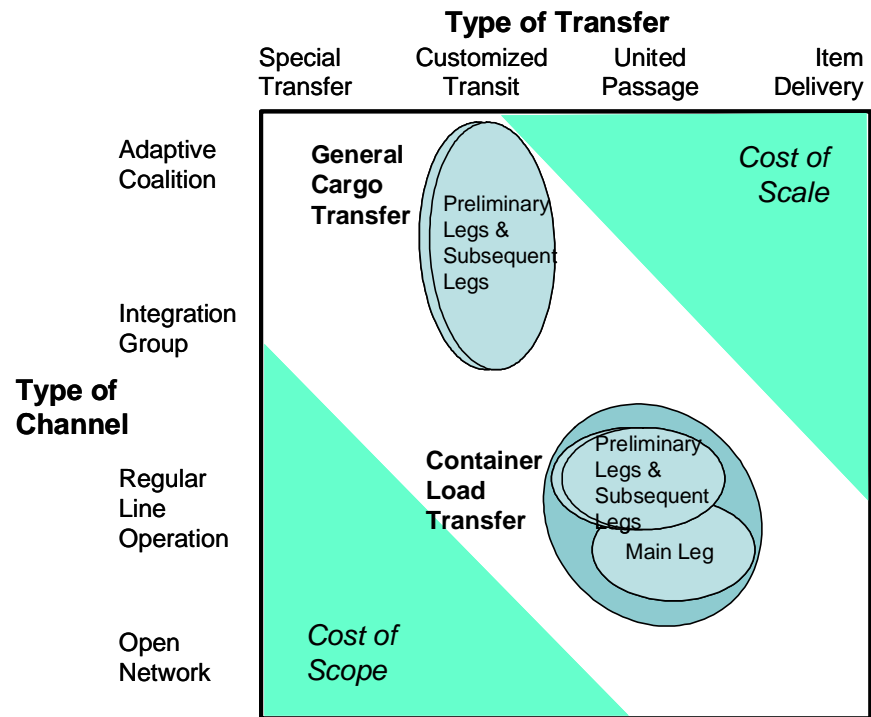 Type of Transfer
Special
Transfer
Customized
Transit
United
Passage
Item
Delivery
Adaptive
Coalition
General
Cargo
Transfer
Preliminary
Legs &
Subsequent
Legs
Cost of
Scale
Integration
Group
Type of
Channel
Regular
Line
Operation
Container
Load
Transfer
Preliminary
Legs &
Subsequent
Legs
Main Leg
Open
Network
Cost of
Scope